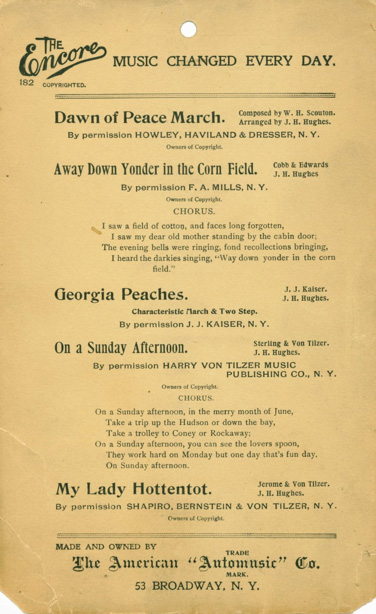 THE
Encore
182 COPYRIGHTED.
MUSIC CHANGED EVERY DAY.
Dawn of Peace March. Composed by W. H. Scouton.
Arranged by J. H. Hughes.
By permission HOWLEY, HAVILAND & DRESSER, N. Y.
Owners of Copyright.
Away Down Yonder in the Corn Field. Cobb & Edwards
J. H. Hughes
By permission F. A. MILLS, N. Y.
Owners of Copyright.
CHORUS.
I saw a field of cotton, and faces long forgotten,
I saw my dear old mother standing by the cabin door;
The evening bells were ringing, fond recollections bringing,
I heard the darkies singing, "Way down yonder in the corn
field."
Georgia Peaches. J. J. Kaiser.
J. H. Hughes.
Characteristic March & Two Step.
By permission J. J. KAISER, N. Y.
On a Sunday Afternoon. Sterling & Von Tilzer.
J. H. Hughes.
By permission HARRY VON TILZER MUSIC
PUBLISHING CO., N. Y.
Owners of Copyright.
CHORUS.
On a Sunday afternoon, in the merry month of June,
Take a trip up the Hudson or down the bay,
Take a trolley to Coney or Rockaway;
On a Sunday afternoon, you can see the lovers spoon,
They work hard on Monday but one day that's fun day,
On Sunday afternoon.
My Lady Hottentot. Jerome & Von Tilzer.
J. H. Hughes.
By permission SHAPIRO, BERNSTEIN & VON TILZER, N. Y.
Owners of Copyright.
MADE AND OWNED BY
TRADE
The American "Automusic" Co.
MARK.
53 BROADWAY, N. Y.